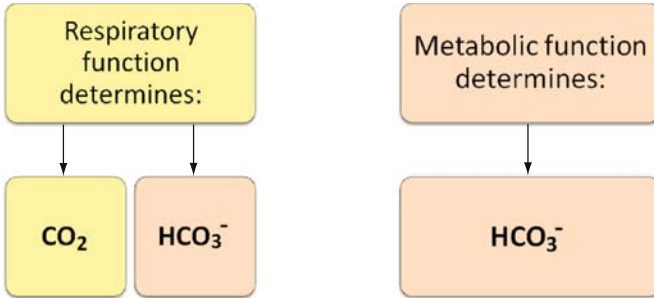 Respiratory
function
determines:
Metabolic function
determines:
CO₂
HCO₃⁻
HCO₃⁻